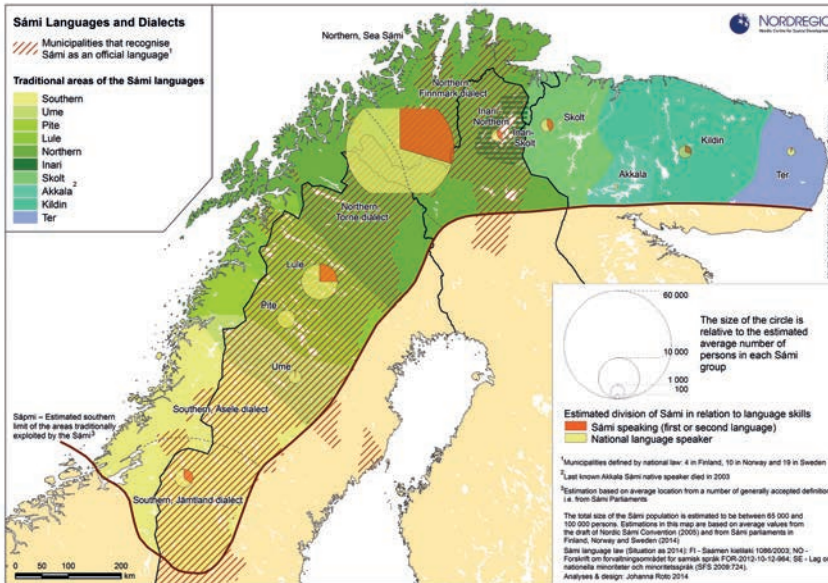 Sámi Languages and Dialects
Municipalities that recognise
Sámi as an official language¹
Traditional areas of the Sámi languages
Southern
Ume
Pite
Lule
Northern
Inari
Skolt
Akkala ²
Kildin
Ter
NORDREGIO
Nordic Centre for Spatial Development
Northern, Sea Sámi
Northern,
Finnmark dialect
Inari/
Northern
Inari-
Skolt
Skolt
Akkala
Kildin
Ter
Northern
Torne dialect
Lule
Pite
Ume
Southern, Åsele dialect
Southern, Jämtland dialect
Sápmi – Estimated southern
limit of the areas traditionally
exploited by the Sámi³
0 50 100 200
km
60 000
10 000
1 000
100
The size of the circle is
relative to the estimated
average number of
persons in each Sámi
group
Estimated division of Sámi in relation to language skills
Sámi speaking (first or second language)
National language speaker
¹Municipalities defined by national law: 4 in Finland, 10 in Norway and 19 in Sweden
²Last known Akkala Sámi native speaker died in 2003
³Estimation based on average location from a number of generally accepted definition
i.e. from Sámi Parliaments
The total size of the Sámi population is estimated to be between 65 000 and
100 000 persons. Estimations in this map are based on average values from
the draft of Nordic Sámi Convention (2005) and from Sámi parliaments in
Finland, Norway and Sweden (2014)
Sámi language law (Situation as 2014): FI - Saamen kielilaki 1086/2003; NO -
Forskrift om forvaltningsområdet for samisk språk FOR-2012-10-12-964; SE - Lag o
nationella minoriteter och minoritetsspråk (SFS 2009:724).
Analyses & design: Johanna Roto 2014